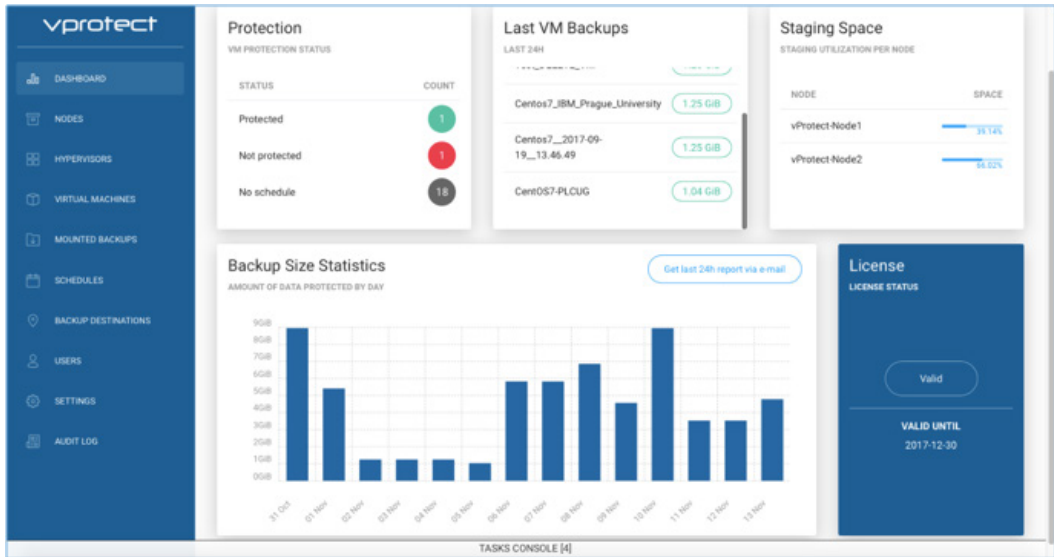 vprotect
DASHBOARD
NODES
HYPERVISORS
VIRTUAL MACHINES
MOUNTED BACKUPS
SCHEDULES
BACKUP DESTINATIONS
USERS
SETTINGS
AUDIT LOG
Protection
VM PROTECTION STATUS
STATUS COUNT
Protected 1
Not protected 1
No schedule 18
Last VM Backups
LAST 24H
Centos7_IBM_Prague_University 1.25 GiB
Centos7__2017-09-
19__13.46.49 1.25 GiB
CentOS7-PLCUG 1.04 GiB
Staging Space
STAGING UTILIZATION PER NODE
NODE SPACE
vProtect-Node1 39.14%
vProtect-Node2 66.02%
Backup Size Statistics
AMOUNT OF DATA PROTECTED BY DAY
Get last 24h report via e-mail
9GiB
8GiB
7GiB
6GiB
5GiB
4GiB
3GiB
2GiB
1GiB
0GiB
31 Oct 01 Nov 02 Nov 03 Nov 04 Nov 05 Nov 06 Nov 07 Nov 08 Nov 09 Nov 10 Nov 11 Nov 12 Nov 13 Nov
License
LICENSE STATUS
Valid
VALID UNTIL
2017-12-30
TASKS CONSOLE [4]